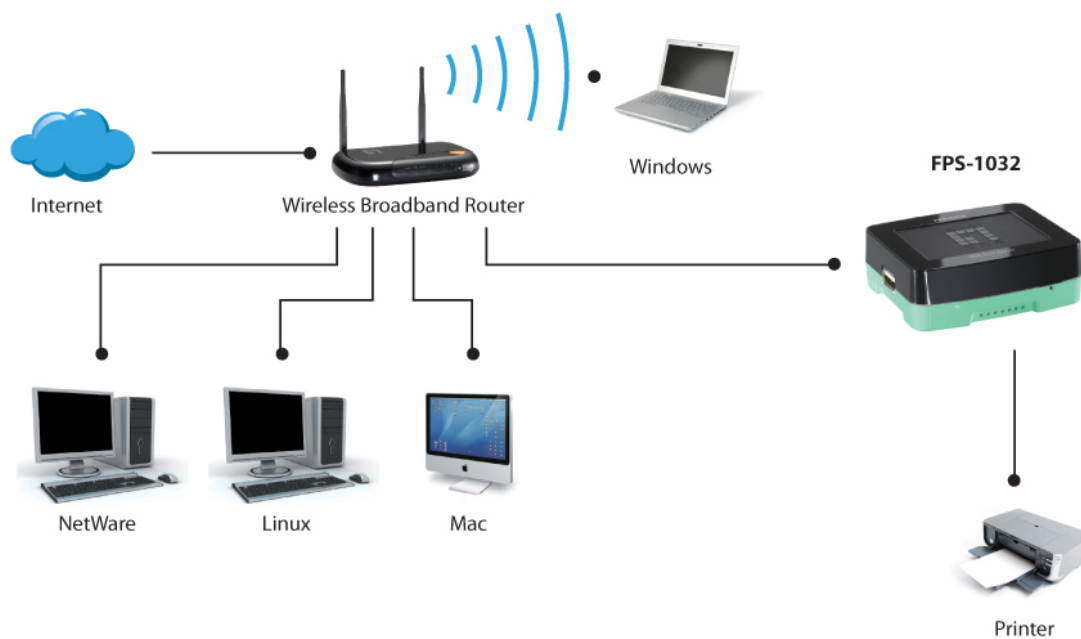 Internet
Wireless Broadband Router
Windows
FPS-1032
NetWare
Linux
Mac
Printer